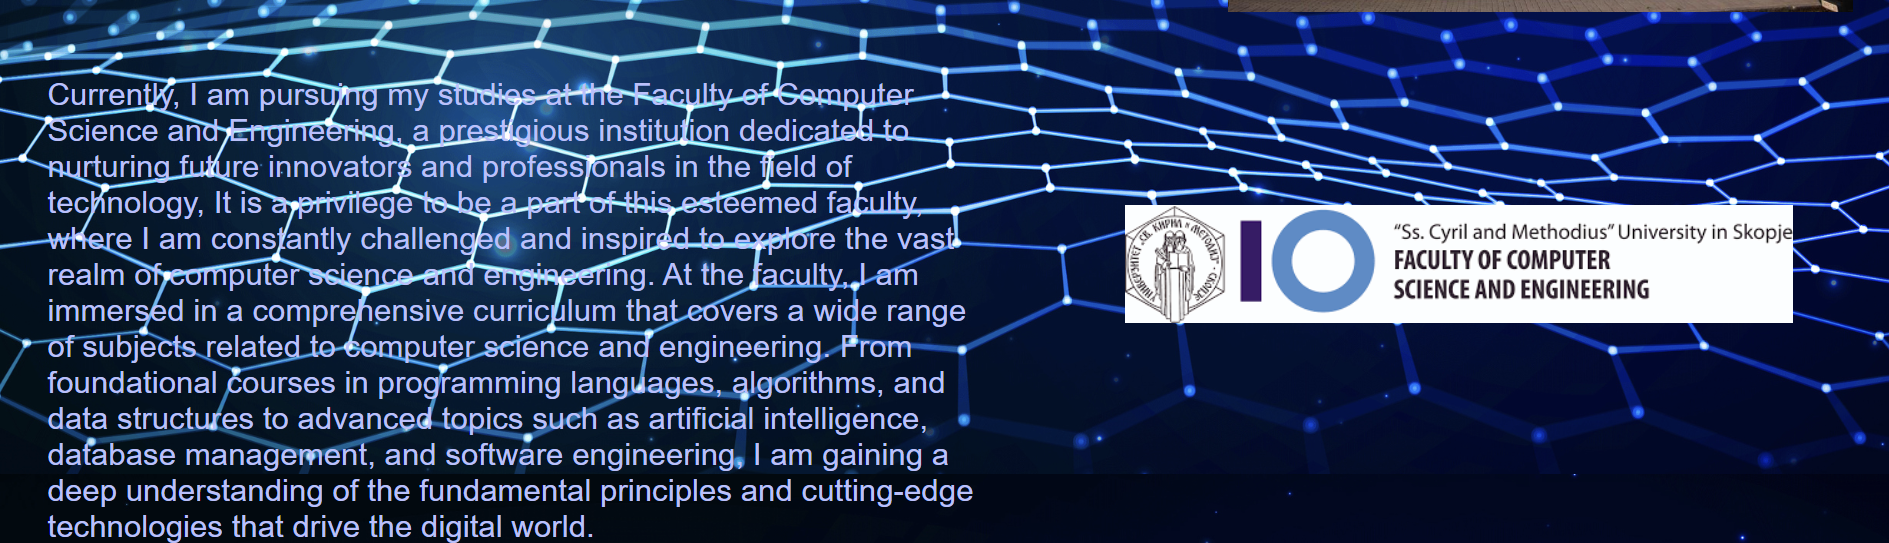 Currently, I am pursuing my studies at the Faculty of Computer
Science and Engineering, a prestigious institution dedicated to
nurturing future innovators and professionals in the field of
technology, It is a privilege to be a part of this esteemed faculty,
where I am constantly challenged and inspired to explore the vast
realm of computer science and engineering. At the faculty, I am
immersed in a comprehensive curriculum that covers a wide range
of subjects related to computer science and engineering. From
foundational courses in programming languages, algorithms, and
data structures to advanced topics such as artificial intelligence,
database management, and software engineering, I am gaining a
deep understanding of the fundamental principles and cutting-edge
technologies that drive the digital world.
УНИВЕРЗИТЕТ „СВ. КИРИЛ И МЕТОДИЈ“ - СКОПЈЕ
“Ss. Cyril and Methodius” University in Skopje
FACULTY OF COMPUTER
SCIENCE AND ENGINEERING